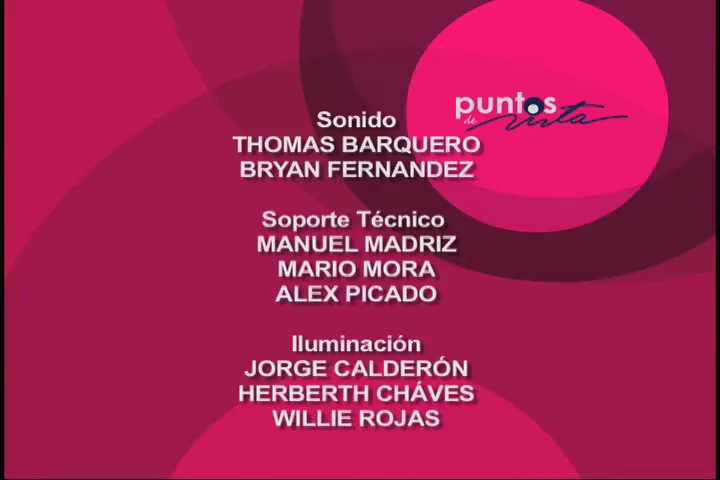 puntos
de vista
Sonido
THOMAS BARQUERO
BRYAN FERNANDEZ
Soporte Técnico
MANUEL MADRIZ
MARIO MORA
ALEX PICADO
Iluminación
JORGE CALDERÓN
HERBERTH CHÁVES
WILLIE ROJAS